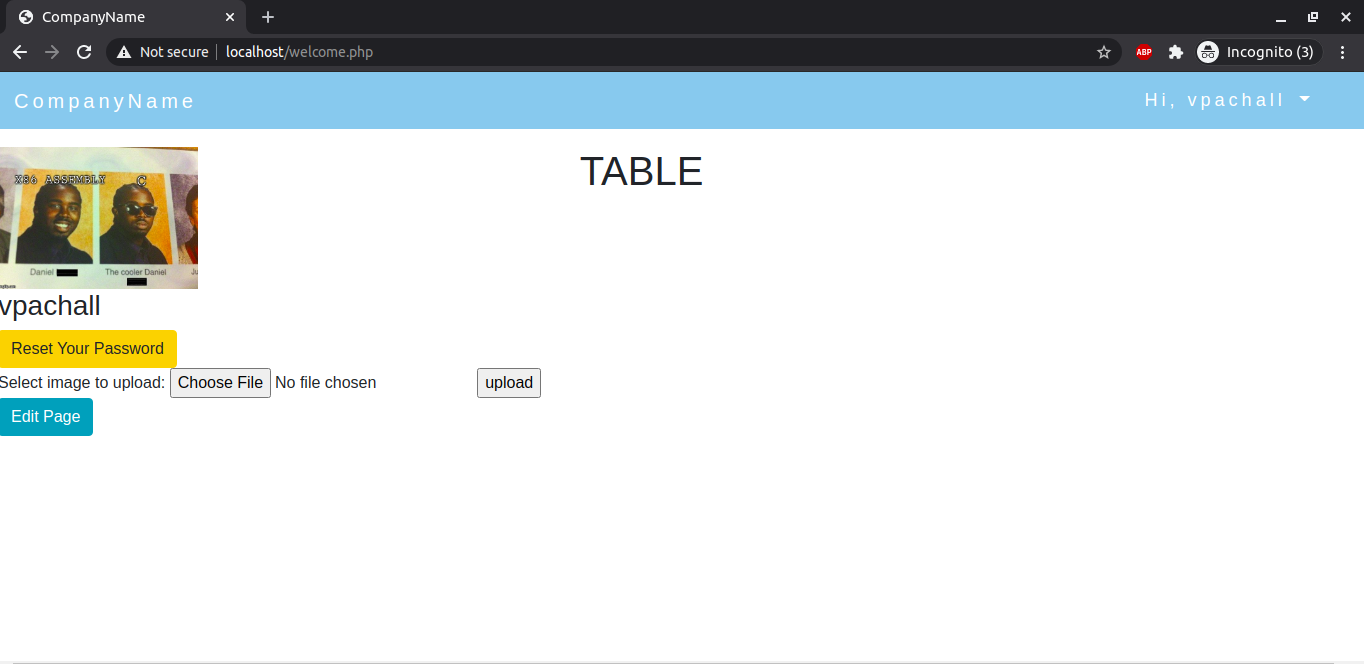 CompanyName
Not secure localhost/welcome.php ABP Incognito (3)
CompanyName Hi, vpachall
TABLE
X86 ASSEMBLY C
Daniel The cooler Daniel Ju
vpachall
Reset Your Password
Select image to upload: Choose File No file chosen upload
Edit Page